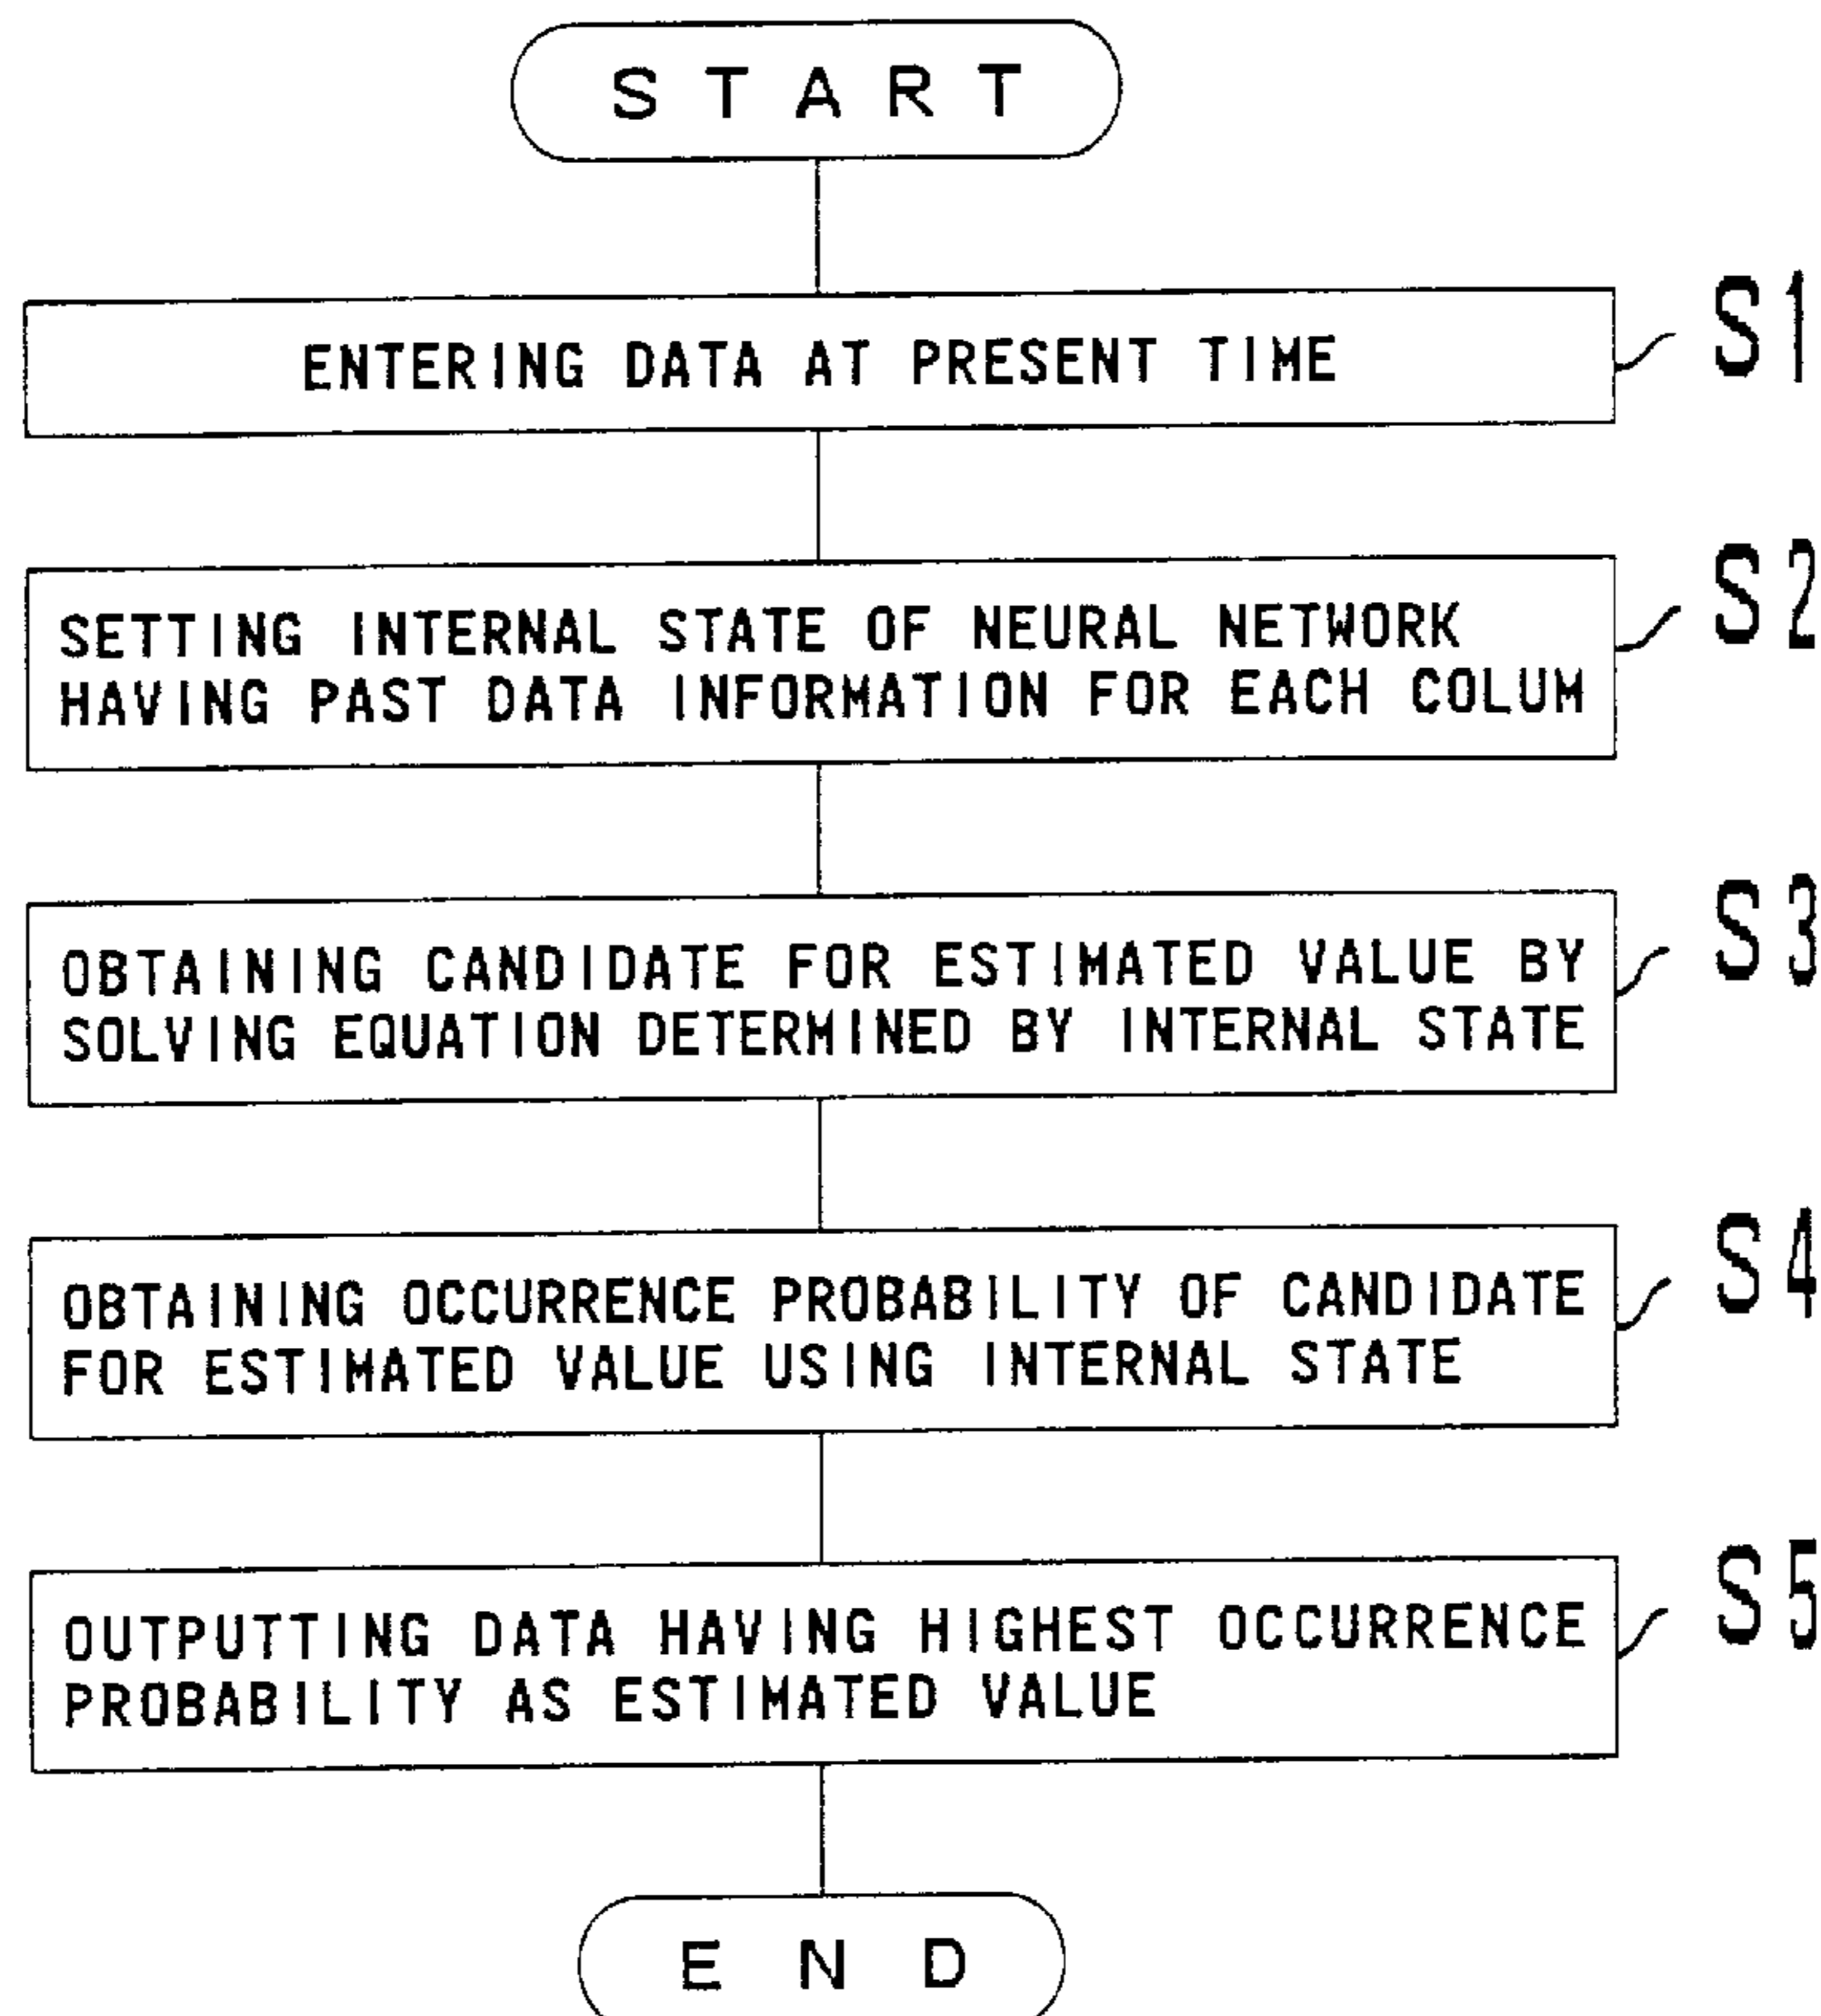 START
ENTERING DATA AT PRESENT TIME
S1
SETTING INTERNAL STATE OF NEURAL NETWORK
HAVING PAST DATA INFORMATION FOR EACH COLUM
S2
OBTAINING CANDIDATE FOR ESTIMATED VALUE BY
SOLVING EQUATION DETERMINED BY INTERNAL STATE
S3
OBTAINING OCCURRENCE PROBABILITY OF CANDIDATE
FOR ESTIMATED VALUE USING INTERNAL STATE
S4
OUTPUTTING DATA HAVING HIGHEST OCCURRENCE
PROBABILITY AS ESTIMATED VALUE
S5
END